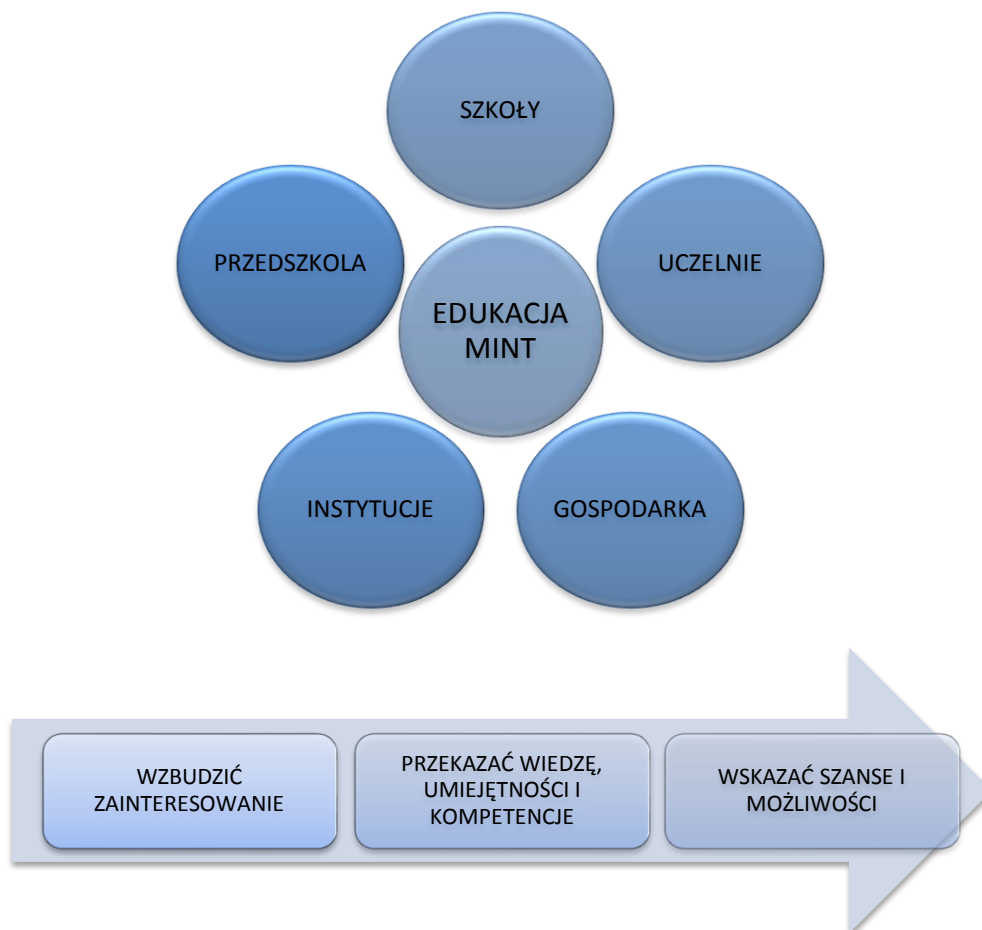 SZKOŁY
PRZEDSZKOLA
UCZELNIE
EDUKACJA
MINT
INSTYTUCJE
GOSPODARKA
WZBUDZIĆ
ZAINTERESOWANIE
PRZEKAZAĆ WIEDZĘ,
UMIEJĘTNOŚCI I
KOMPETENCJE
WSKAZAĆ SZANSE I
MOŻLIWOŚCI